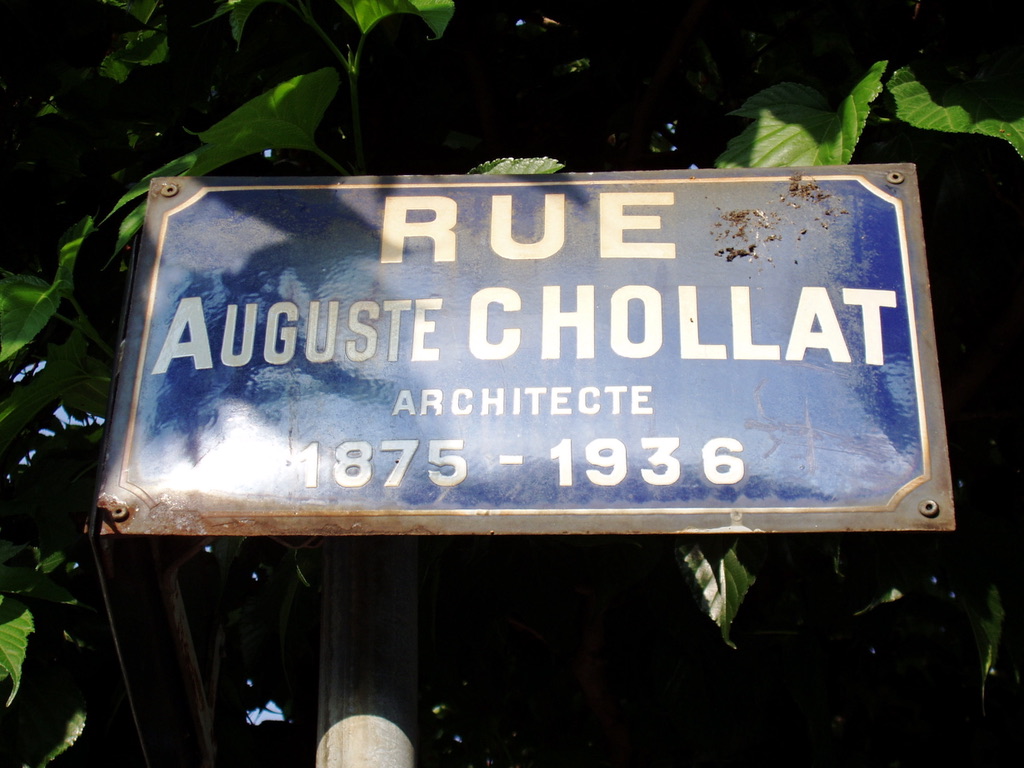 RUE
AUGUSTE CHOLLAT
ARCHITECTE
1875 - 1936